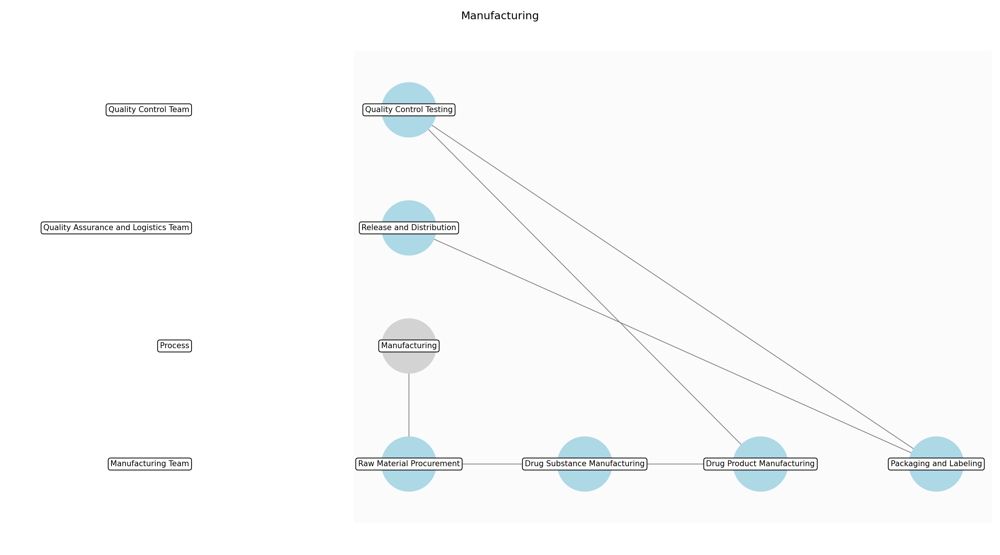 Manufacturing
Quality Control Team
Quality Control Testing
Quality Assurance and Logistics Team
Release and Distribution
Process
Manufacturing
Manufacturing Team
Raw Material Procurement
Drug Substance Manufacturing
Drug Product Manufacturing
Packaging and Labeling